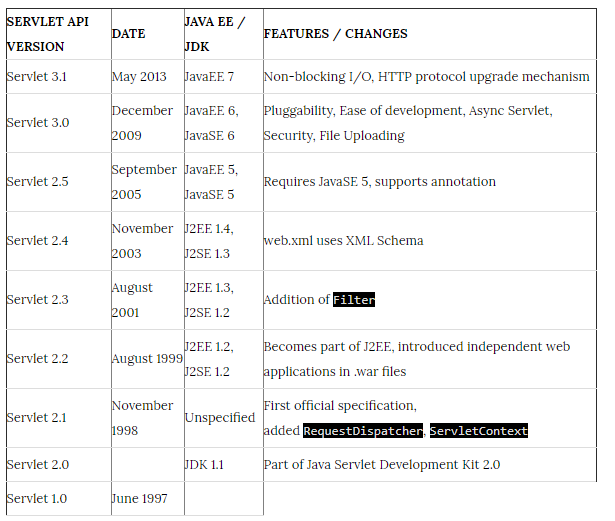 SERVLET API VERSION DATE JAVA EE / JDK FEATURES / CHANGES
Servlet 3.1 May 2013 JavaEE 7 Non-blocking I/O, HTTP protocol upgrade mechanism
Servlet 3.0 December 2009 JavaEE 6, JavaSE 6 Pluggability, Ease of development, Async Servlet, Security, File Uploading
Servlet 2.5 September 2005 JavaEE 5, JavaSE 5 Requires JavaSE 5, supports annotation
Servlet 2.4 November 2003 J2EE 1.4, J2SE 1.3 web.xml uses XML Schema
Servlet 2.3 August 2001 J2EE 1.3, J2SE 1.2 Addition of Filter
Servlet 2.2 August 1999 J2EE 1.2, J2SE 1.2 Becomes part of J2EE, introduced independent web applications in .war files
Servlet 2.1 November 1998 Unspecified First official specification, added RequestDispatcher, ServletContext
Servlet 2.0 JDK 1.1 Part of Java Servlet Development Kit 2.0
Servlet 1.0 June 1997